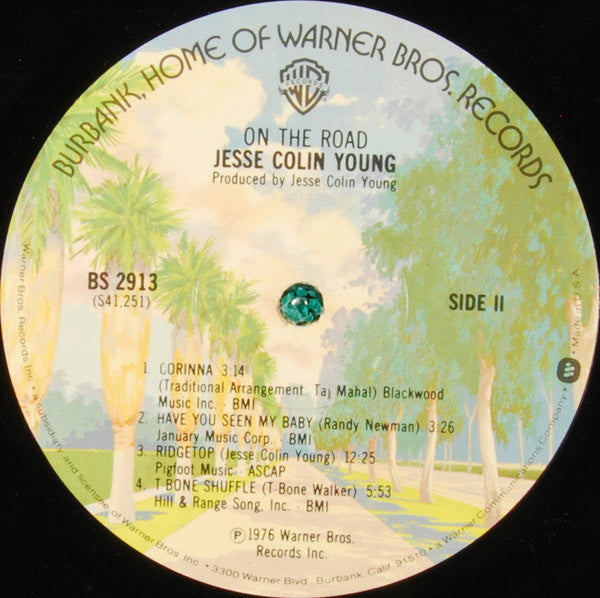 BURBANK, HOME OF WARNER BROS. RECORDS
WB
RECORDS
ON THE ROAD
JESSE COLIN YOUNG
Produced by Jesse Colin Young
BS 2913
(S41,251)
SIDE II
1. CORINNA 3:14
(Traditional Arrangement, Taj Mahal) Blackwood
Music Inc. - BMI
2. HAVE YOU SEEN MY BABY (Randy Newman) 3:26
January Music Corp. - BMI
3. RIDGETOP (Jesse Colin Young) 12:25
Pigfoot Music - ASCAP
4. T-BONE SHUFFLE (T-Bone Walker) 5:53
Hill & Range Song, Inc. - BMI
℗1976 Warner Bros.
Records Inc.
Warner Bros. Records Inc. • a subsidiary and licensee of Warner Bros. Inc. • 3300 Warner Blvd., Burbank, Calif. 91510 • a Warner Communications Company • Made in U.S.A.